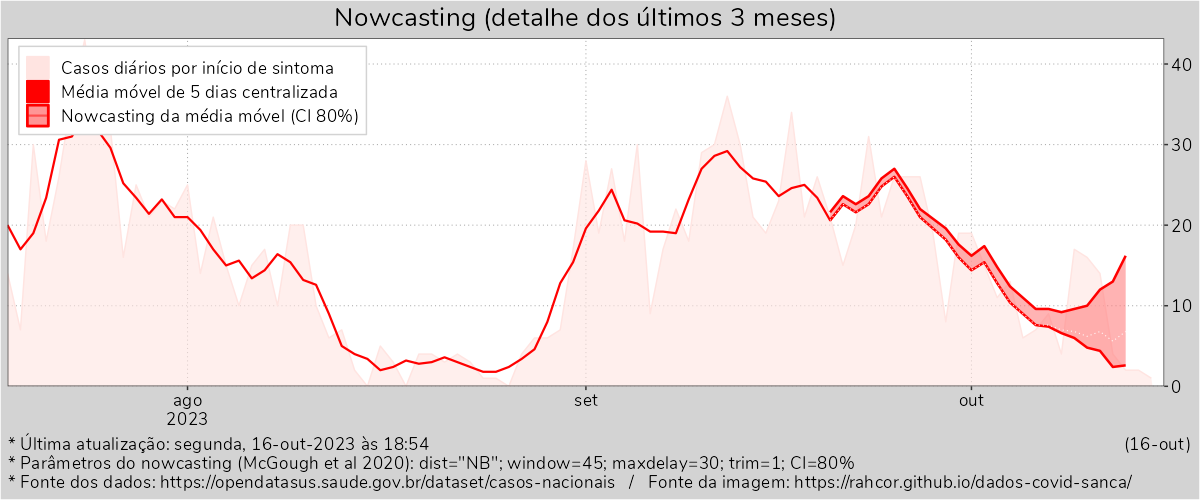 Nowcasting (detalhe dos últimos 3 meses)
Casos diários por início de sintoma
Média móvel de 5 dias centralizada
Nowcasting da média móvel (CI 80%)
40
30
20
10
0
ago
2023
set
out
* Última atualização: segunda, 16-out-2023 às 18:54
(16-out)
* Parâmetros do nowcasting (McGough et al 2020): dist="NB"; window=45; maxdelay=30; trim=1; CI=80%
* Fonte dos dados: https://opendatasus.saude.gov.br/dataset/casos-nacionais / Fonte da imagem: https://rahcor.github.io/dados-covid-sanca/